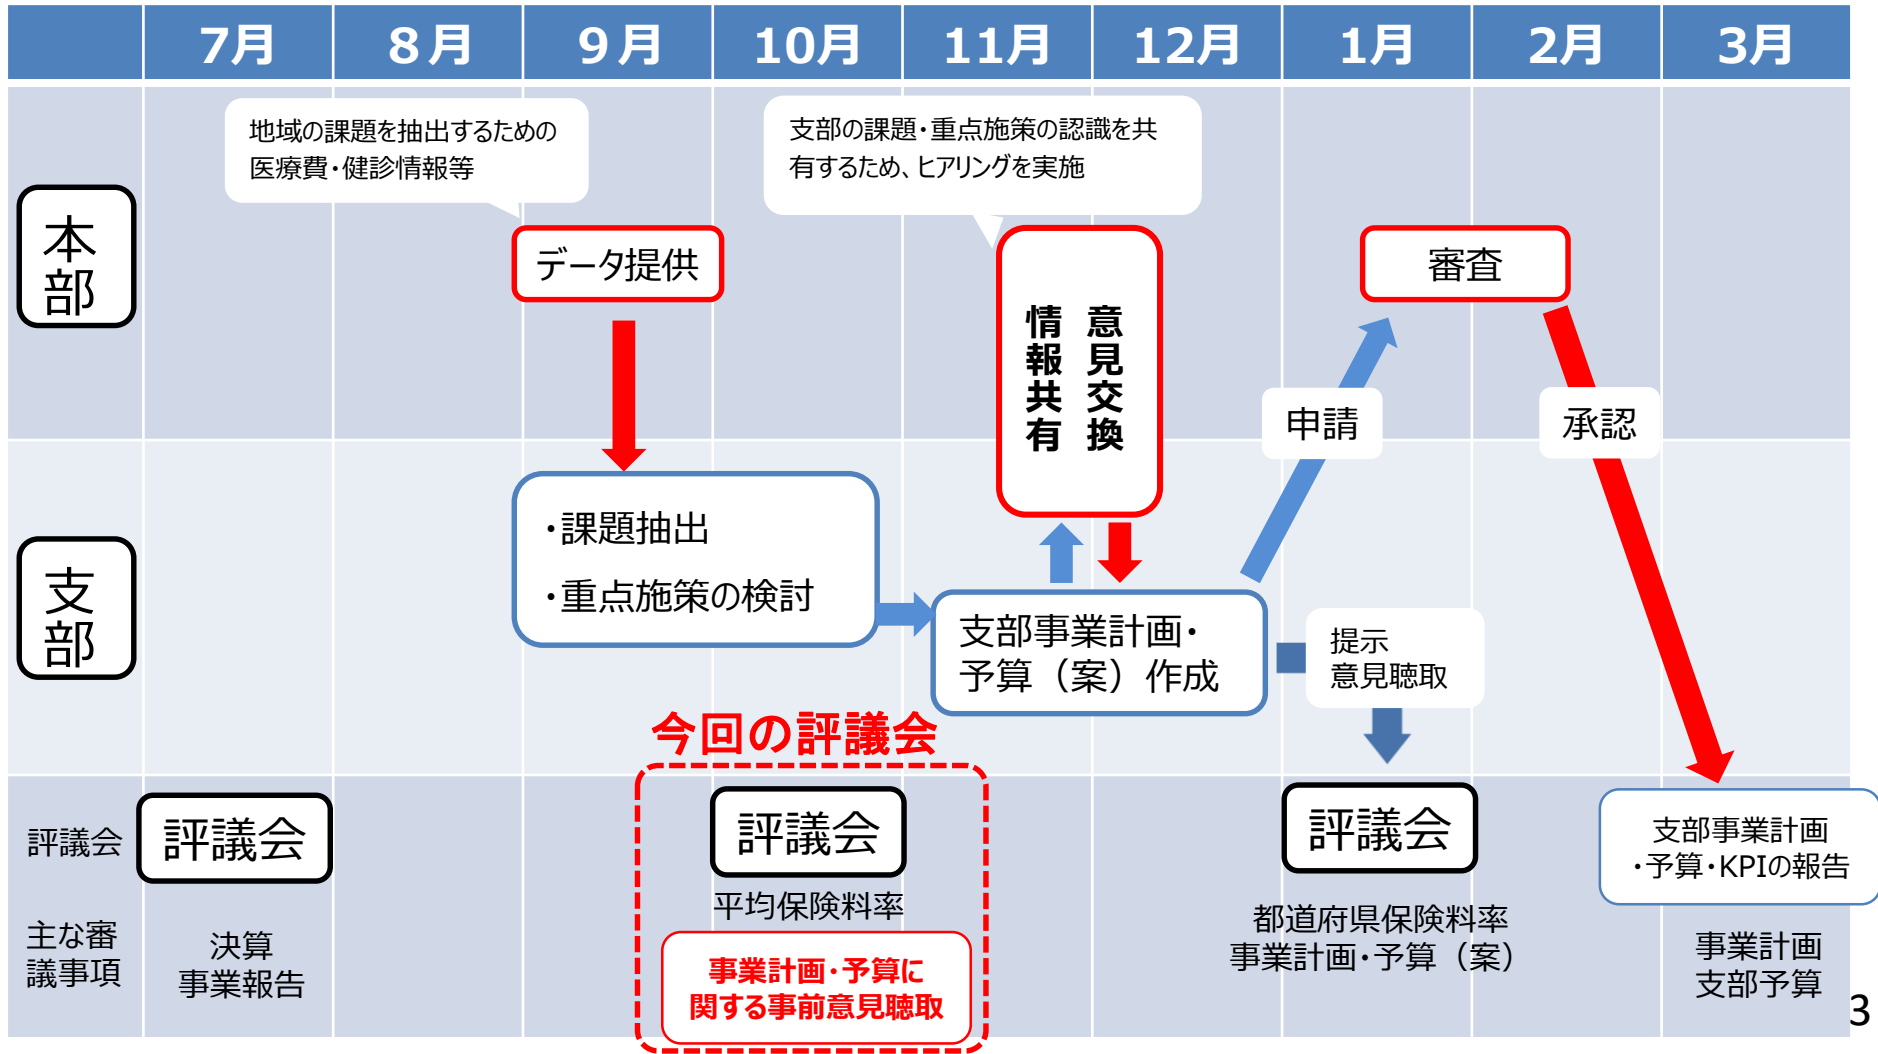 7月
８月
９月
10月
11月
12月
1月
2月
3月
本部
地域の課題を抽出するための
医療費・健診情報等
データ提供
支部の課題・重点施策の認識を共
有するため、ヒアリングを実施
意見交換
情報共有
審査
申請
承認
支部
・課題抽出
・重点施策の検討
支部事業計画・
予算（案）作成
提示
意見聴取
今回の評議会
評議会
評議会
評議会
評議会
支部事業計画
・予算・KPIの報告
主な審
議事項
決算
事業報告
平均保険料率
事業計画・予算に
関する事前意見聴取
都道府県保険料率
事業計画・予算（案）
事業計画
支部予算
3